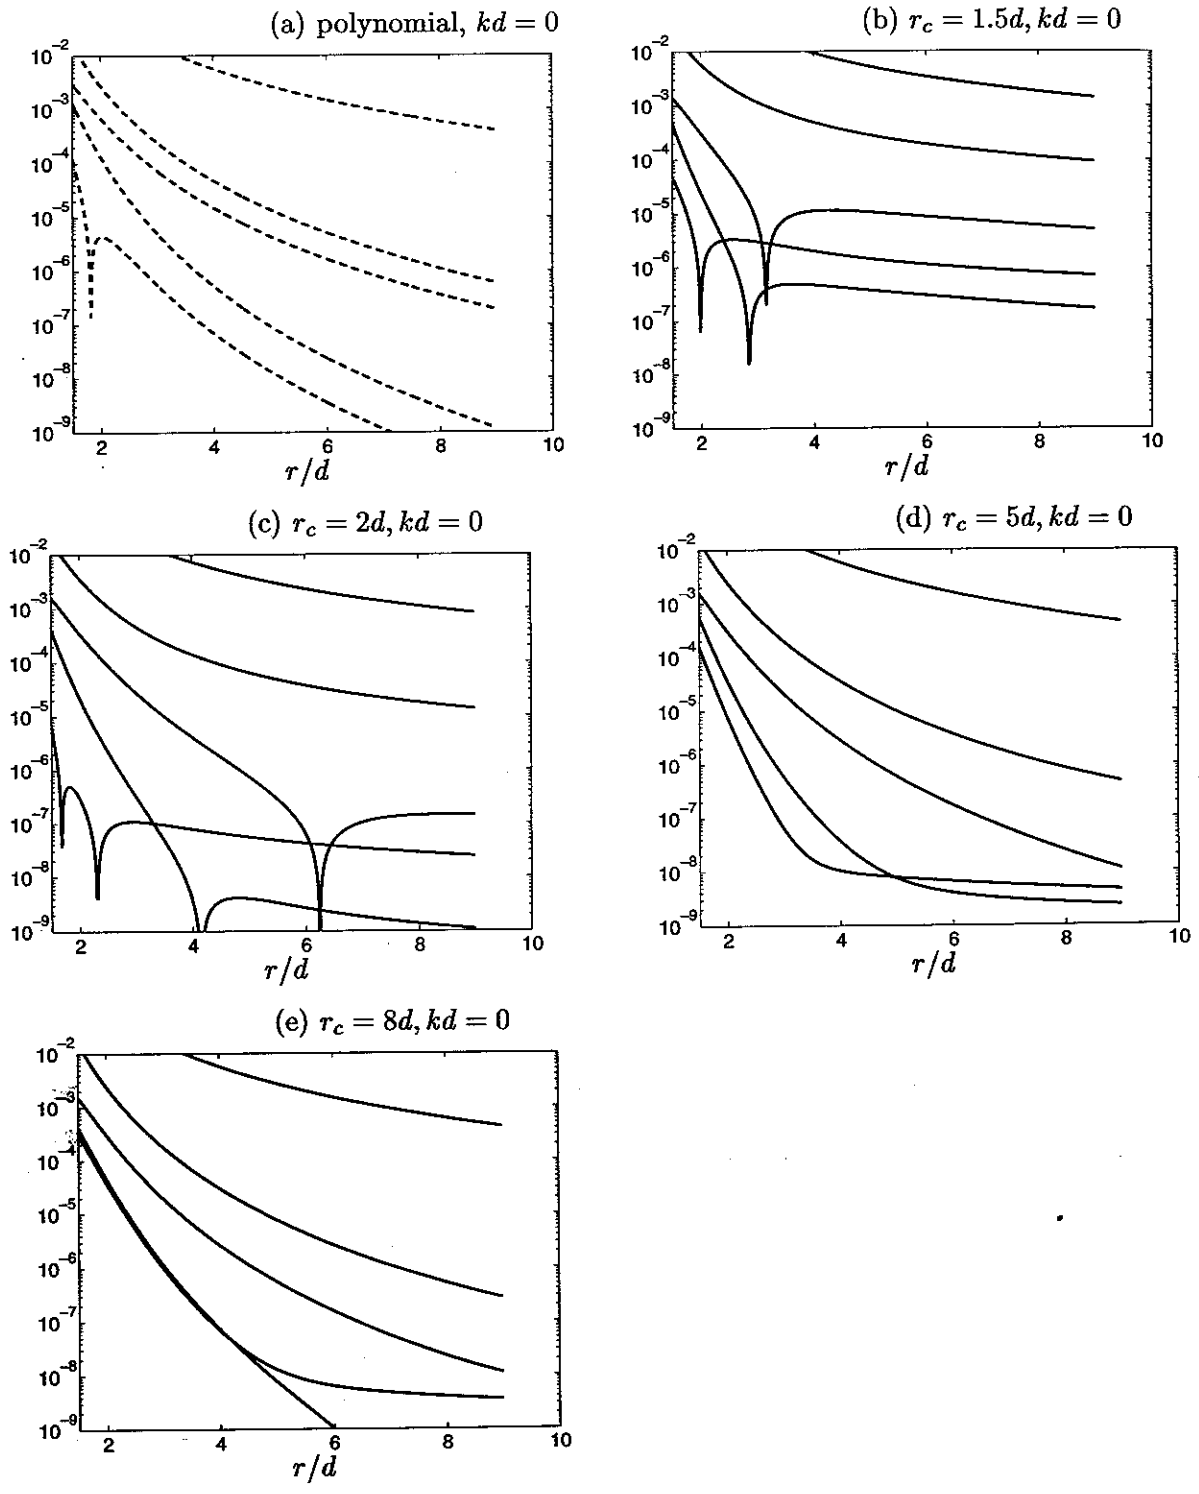 (a) polynomial, kd = 0
10⁻²
10⁻³
10⁻⁴
10⁻⁵
10⁻⁶
10⁻⁷
10⁻⁸
10⁻⁹
2 4 6 8 10
r/d
(b) r_c = 1.5d, kd = 0
10⁻²
10⁻³
10⁻⁴
10⁻⁵
10⁻⁶
10⁻⁷
10⁻⁸
10⁻⁹
2 4 6 8 10
r/d
(c) r_c = 2d, kd = 0
10⁻²
10⁻³
10⁻⁴
10⁻⁵
10⁻⁶
10⁻⁷
10⁻⁸
10⁻⁹
2 4 6 8 10
r/d
(d) r_c = 5d, kd = 0
10⁻²
10⁻³
10⁻⁴
10⁻⁵
10⁻⁶
10⁻⁷
10⁻⁸
10⁻⁹
2 4 6 8 10
r/d
(e) r_c = 8d, kd = 0
10⁻²
10⁻³
10⁻⁴
10⁻⁵
10⁻⁶
10⁻⁷
10⁻⁸
10⁻⁹
2 4 6 8 10
r/d